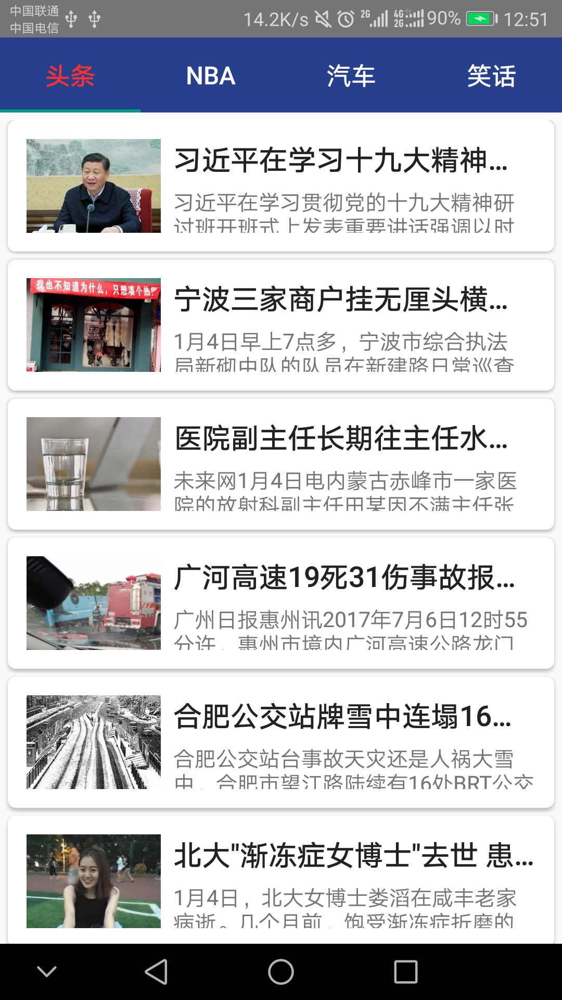 中国联通
中国电信
14.2K/s 2G 4G 2G 90% 12:51
头条 NBA 汽车 笑话
习近平在学习十九大精神...
习近平在学习贯彻党的十九大精神研
讨班开班式上发表重要讲话强调以时
我也不知道为什么，只想凑个热
宁波三家商户挂无厘头横...
1月4日早上7点多，宁波市综合执法
局新砌中队的队员在新建路日常巡查
医院副主任长期往主任水...
未来网1月4日电内蒙古赤峰市一家医
院的放射科副主任田某因不满主任张
广河高速19死31伤事故报...
广州日报惠州讯2017年7月6日12时55
分许，惠州市境内广河高速公路龙门
合肥公交站牌雪中连塌16...
合肥公交站台事故天灾还是人祸大雪
中，合肥市望江路陆续有16处BRT公交
北大"渐冻症女博士"去世 患...
1月4日，北大女博士娄滔在咸丰老家
病逝。几个月前，饱受渐冻症折磨的